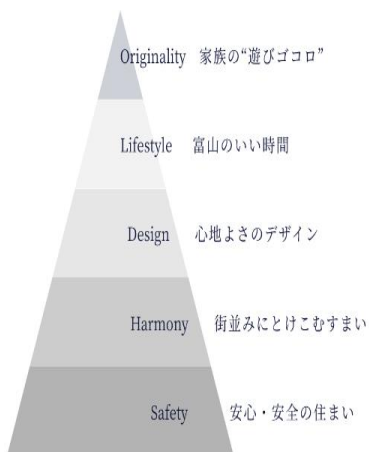 Originality 家族の“遊びゴコロ”
Lifestyle 富山のいい時間
Design 心地よさのデザイン
Harmony 街並みにとけこむすまい
Safety 安心・安全の住まい